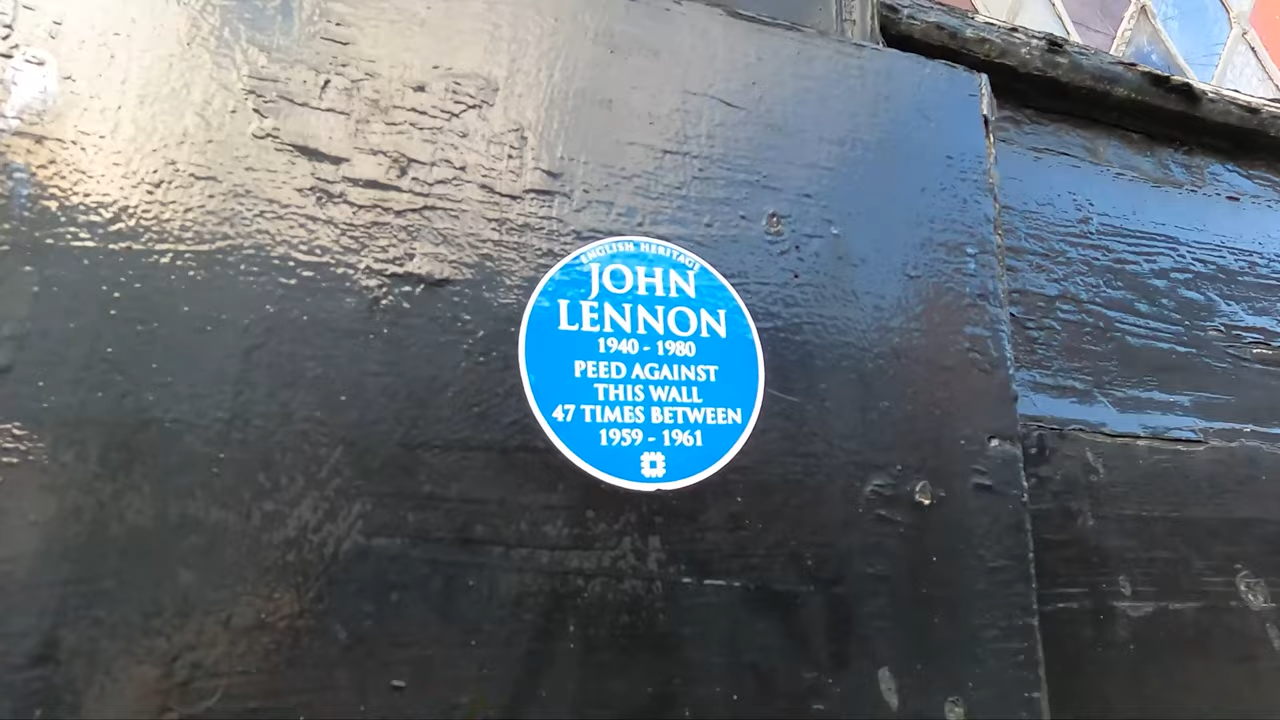 ENGLISH HERITAGE
JOHN
LENNON
1940 - 1980
PEED AGAINST
THIS WALL
47 TIMES BETWEEN
1959 - 1961